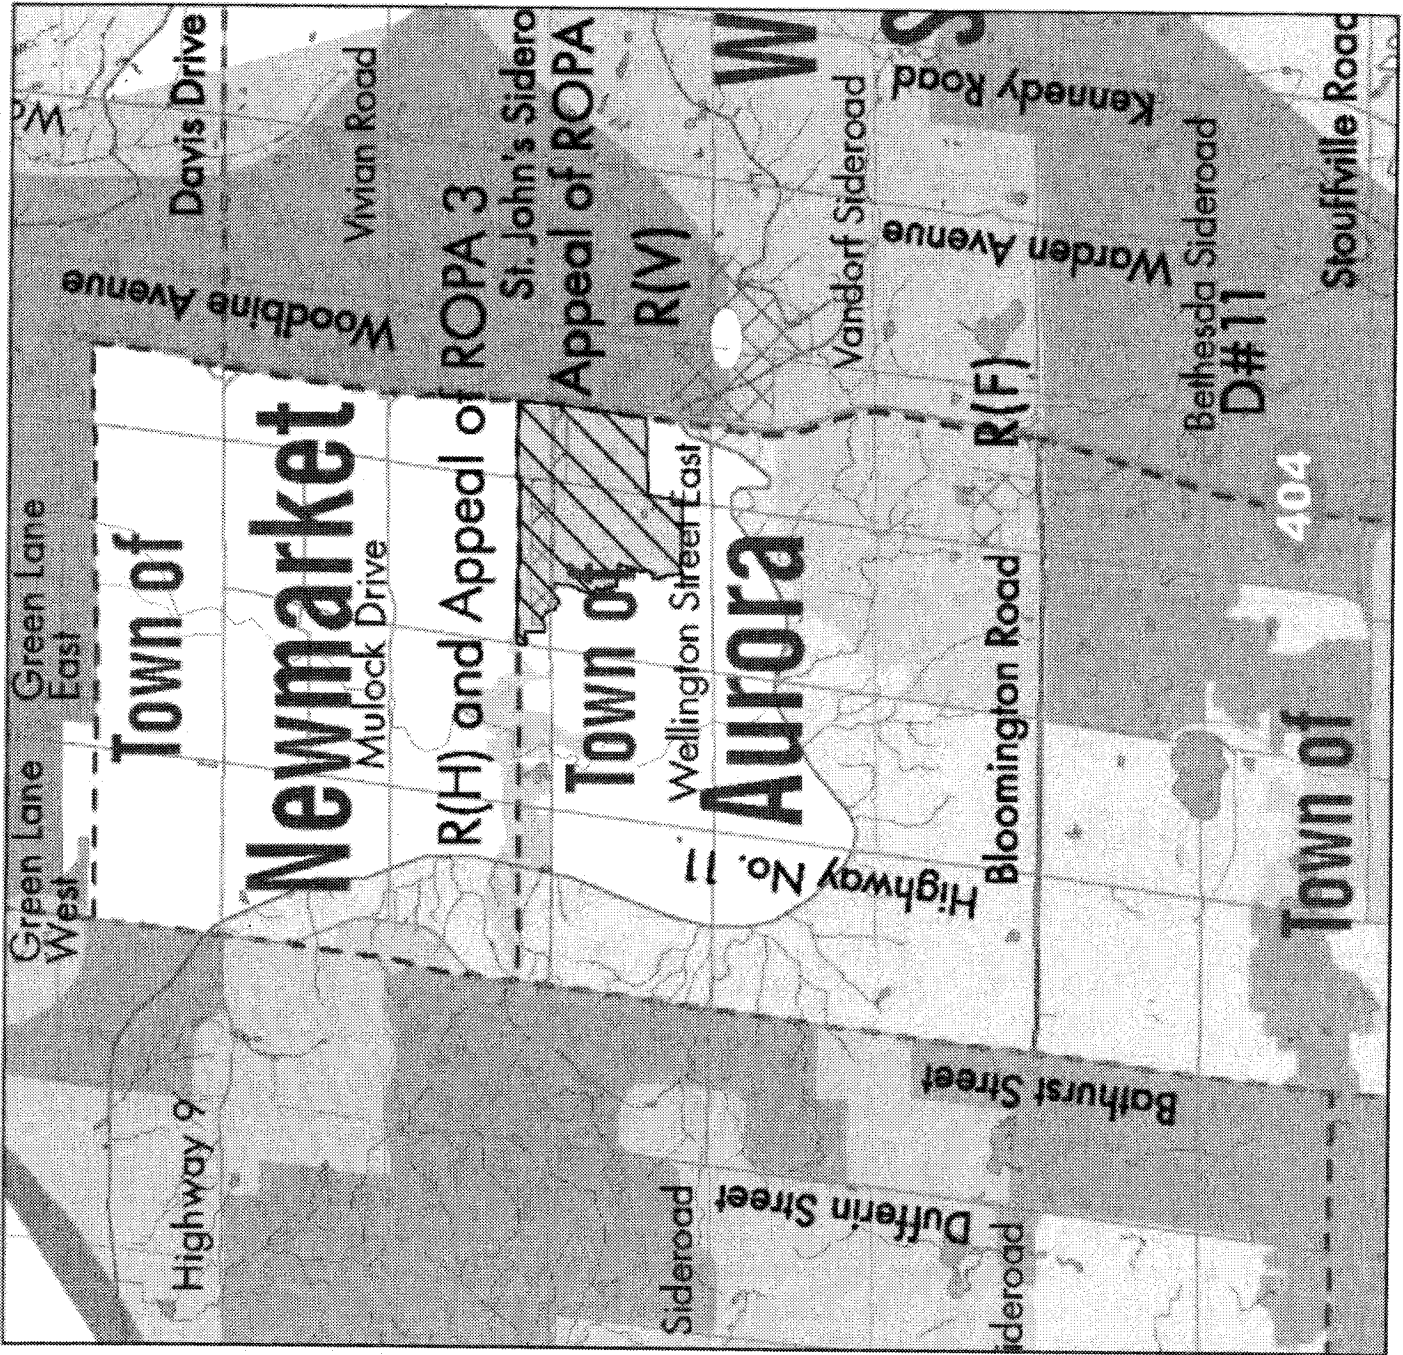 Green Lane
West
Green Lane
East
Woodbine Avenue
Town of
Davis Drive
Highway 9
Newmarket
Mulock Drive
Vivian Road
R(H) and Appeal of ROPA 3
St. John's Sidero
Appeal of ROPA
R(V)
Town of
Wellington Street East
Sideroad
Aurora
W
Highway No. 11
Dufferin Street
Vandorf Sideroad
S
Kennedy Road
Warden Avenue
R(F)
Bloomington Road
ideroad
Bathurst Street
Bethesda Sideroad
D#11
404
Town of
Stouffville Road